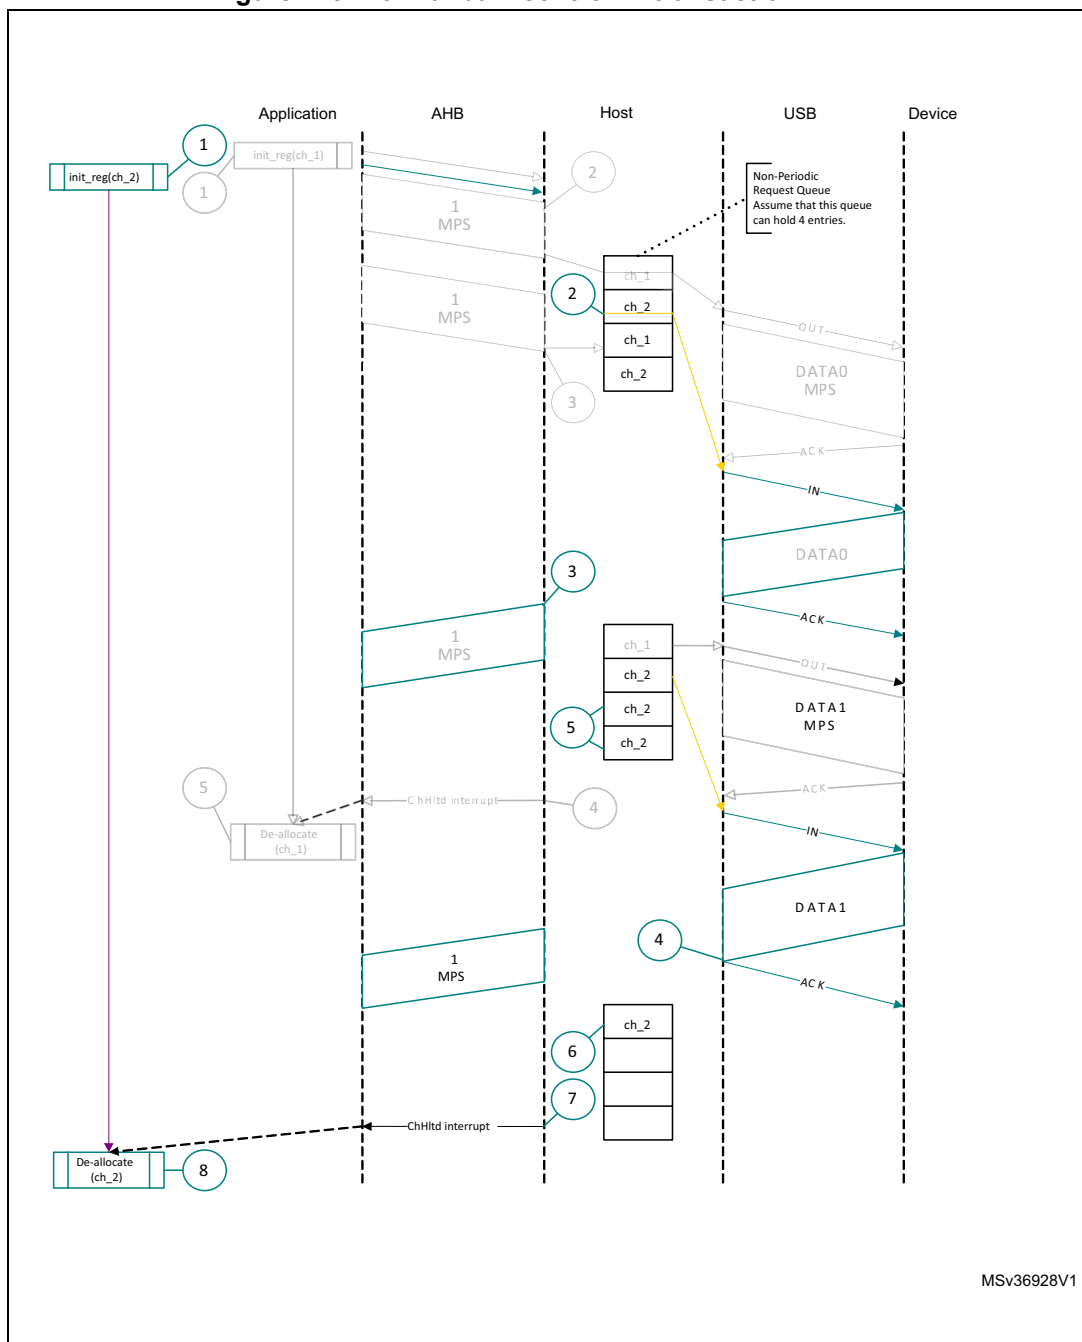 Application AHB Host USB Device
1
init_reg(ch_1)
init_reg(ch_2)
1
2
Non-Periodic
Request Queue
Assume that this queue
can hold 4 entries.
1
MPS
ch_1
2
ch_2
1
MPS
ch_1
ch_2
OUT
3
DATA0
MPS
ACK
IN
DATA0
3
ACK
1
MPS
ch_1
OUT
ch_2
ch_2
5
ch_2
DATA1
MPS
5
ChHltd interrupt
4
ACK
De-allocate
(ch_1)
IN
DATA1
4
1
MPS
ACK
ch_2
6
7
ChHltd interrupt
De-allocate
(ch_2)
8
MSv36928V1